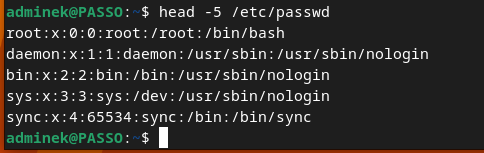 adminek@PASSO:~$ head -5 /etc/passwd
root:x:0:0:root:/root:/bin/bash
daemon:x:1:1:daemon:/usr/sbin:/usr/sbin/nologin
bin:x:2:2:bin:/bin:/usr/sbin/nologin
sys:x:3:3:sys:/dev:/usr/sbin/nologin
sync:x:4:65534:sync:/bin:/bin/sync
adminek@PASSO:~$